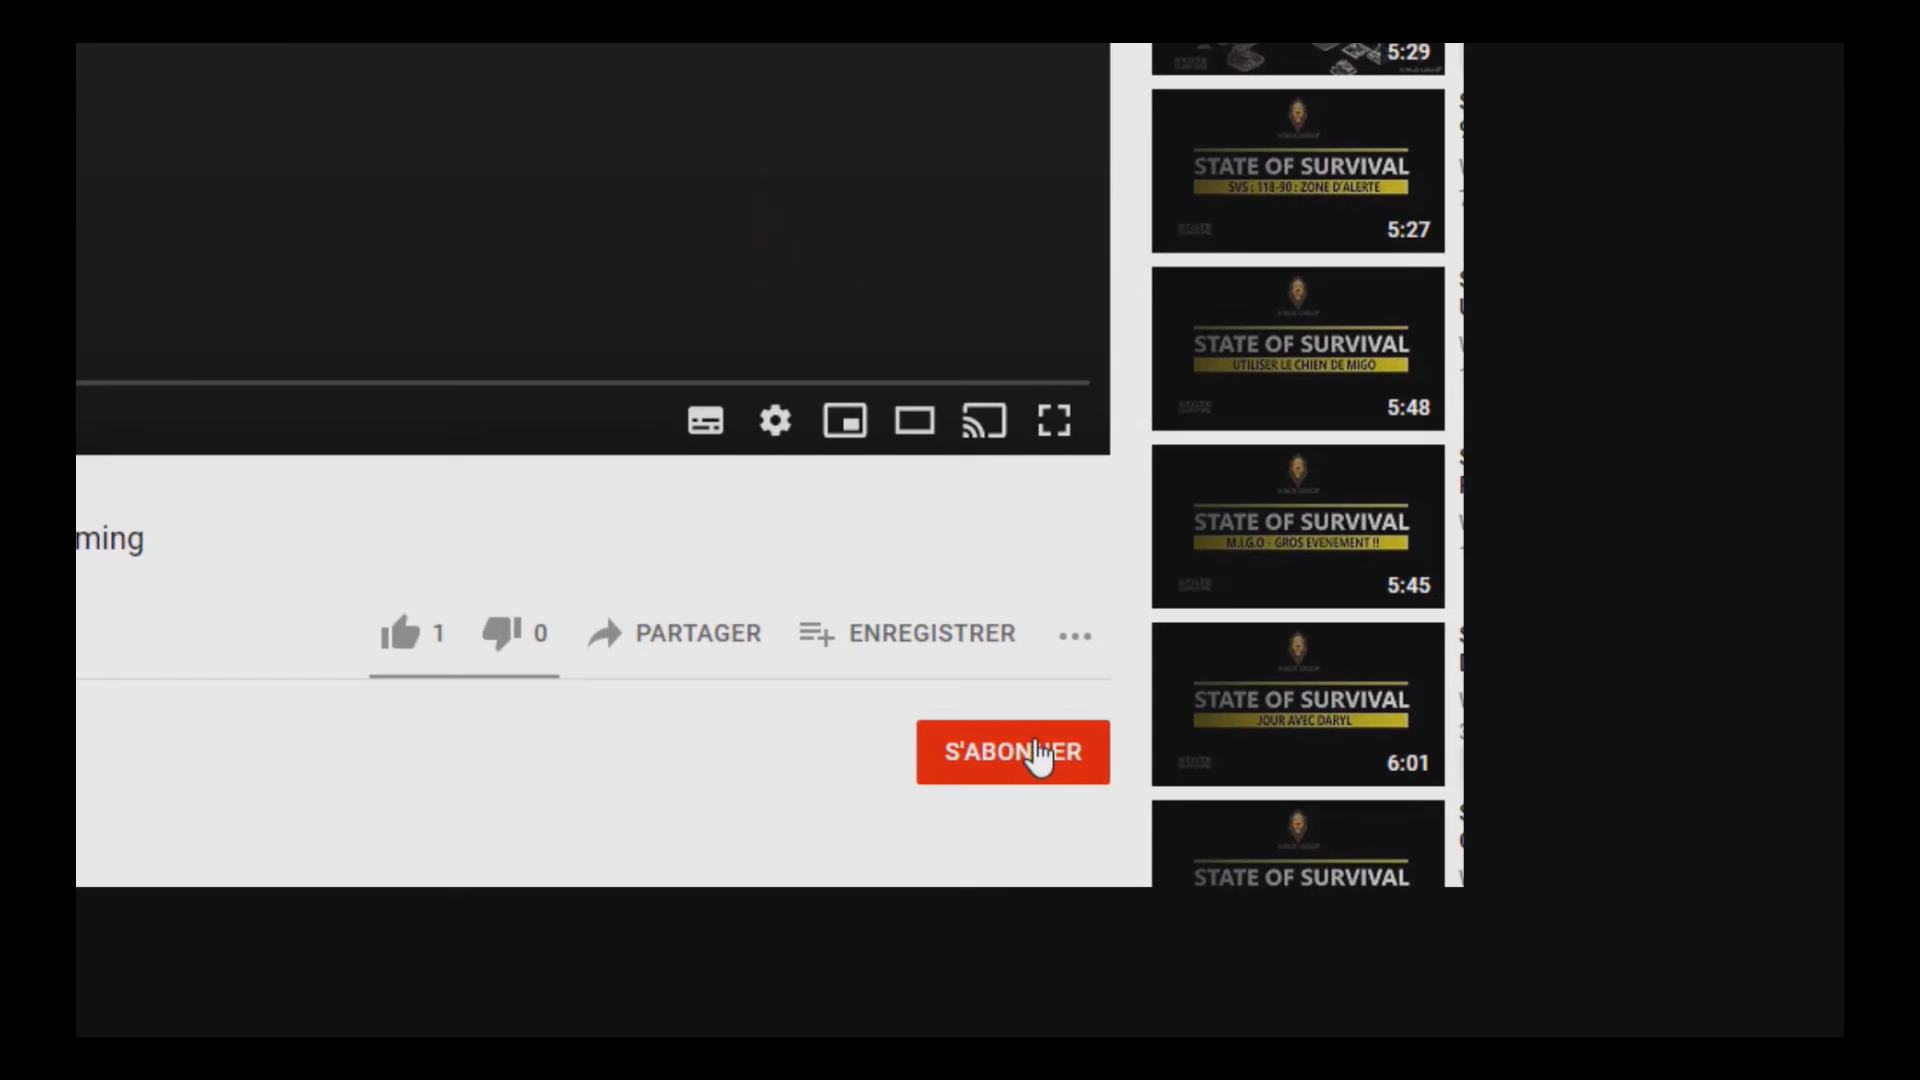 ming
1
0
PARTAGER
ENREGISTRER
S'ABONNER
5:29
STATE OF SURVIVAL
SVS : 118-90 : ZONE D'ALERTE
5:27
STATE OF SURVIVAL
UTILISER LE CHIEN DE MIGO
5:48
STATE OF SURVIVAL
M.I.G.O - GROS EVENEMENT !!
5:45
STATE OF SURVIVAL
JOUR AVEC DARYL
6:01
STATE OF SURVIVAL